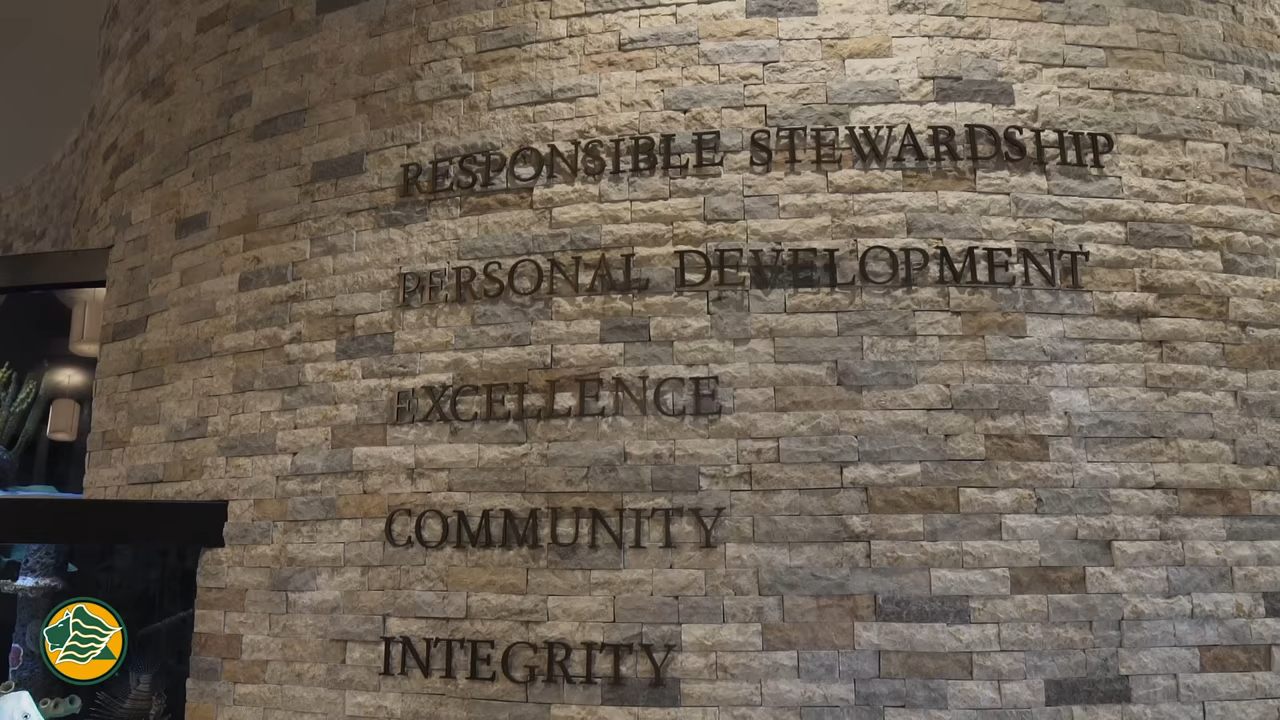 RESPONSIBLE STEWARDSHIP
PERSONAL DEVELOPMENT
EXCELLENCE
COMMUNITY
INTEGRITY